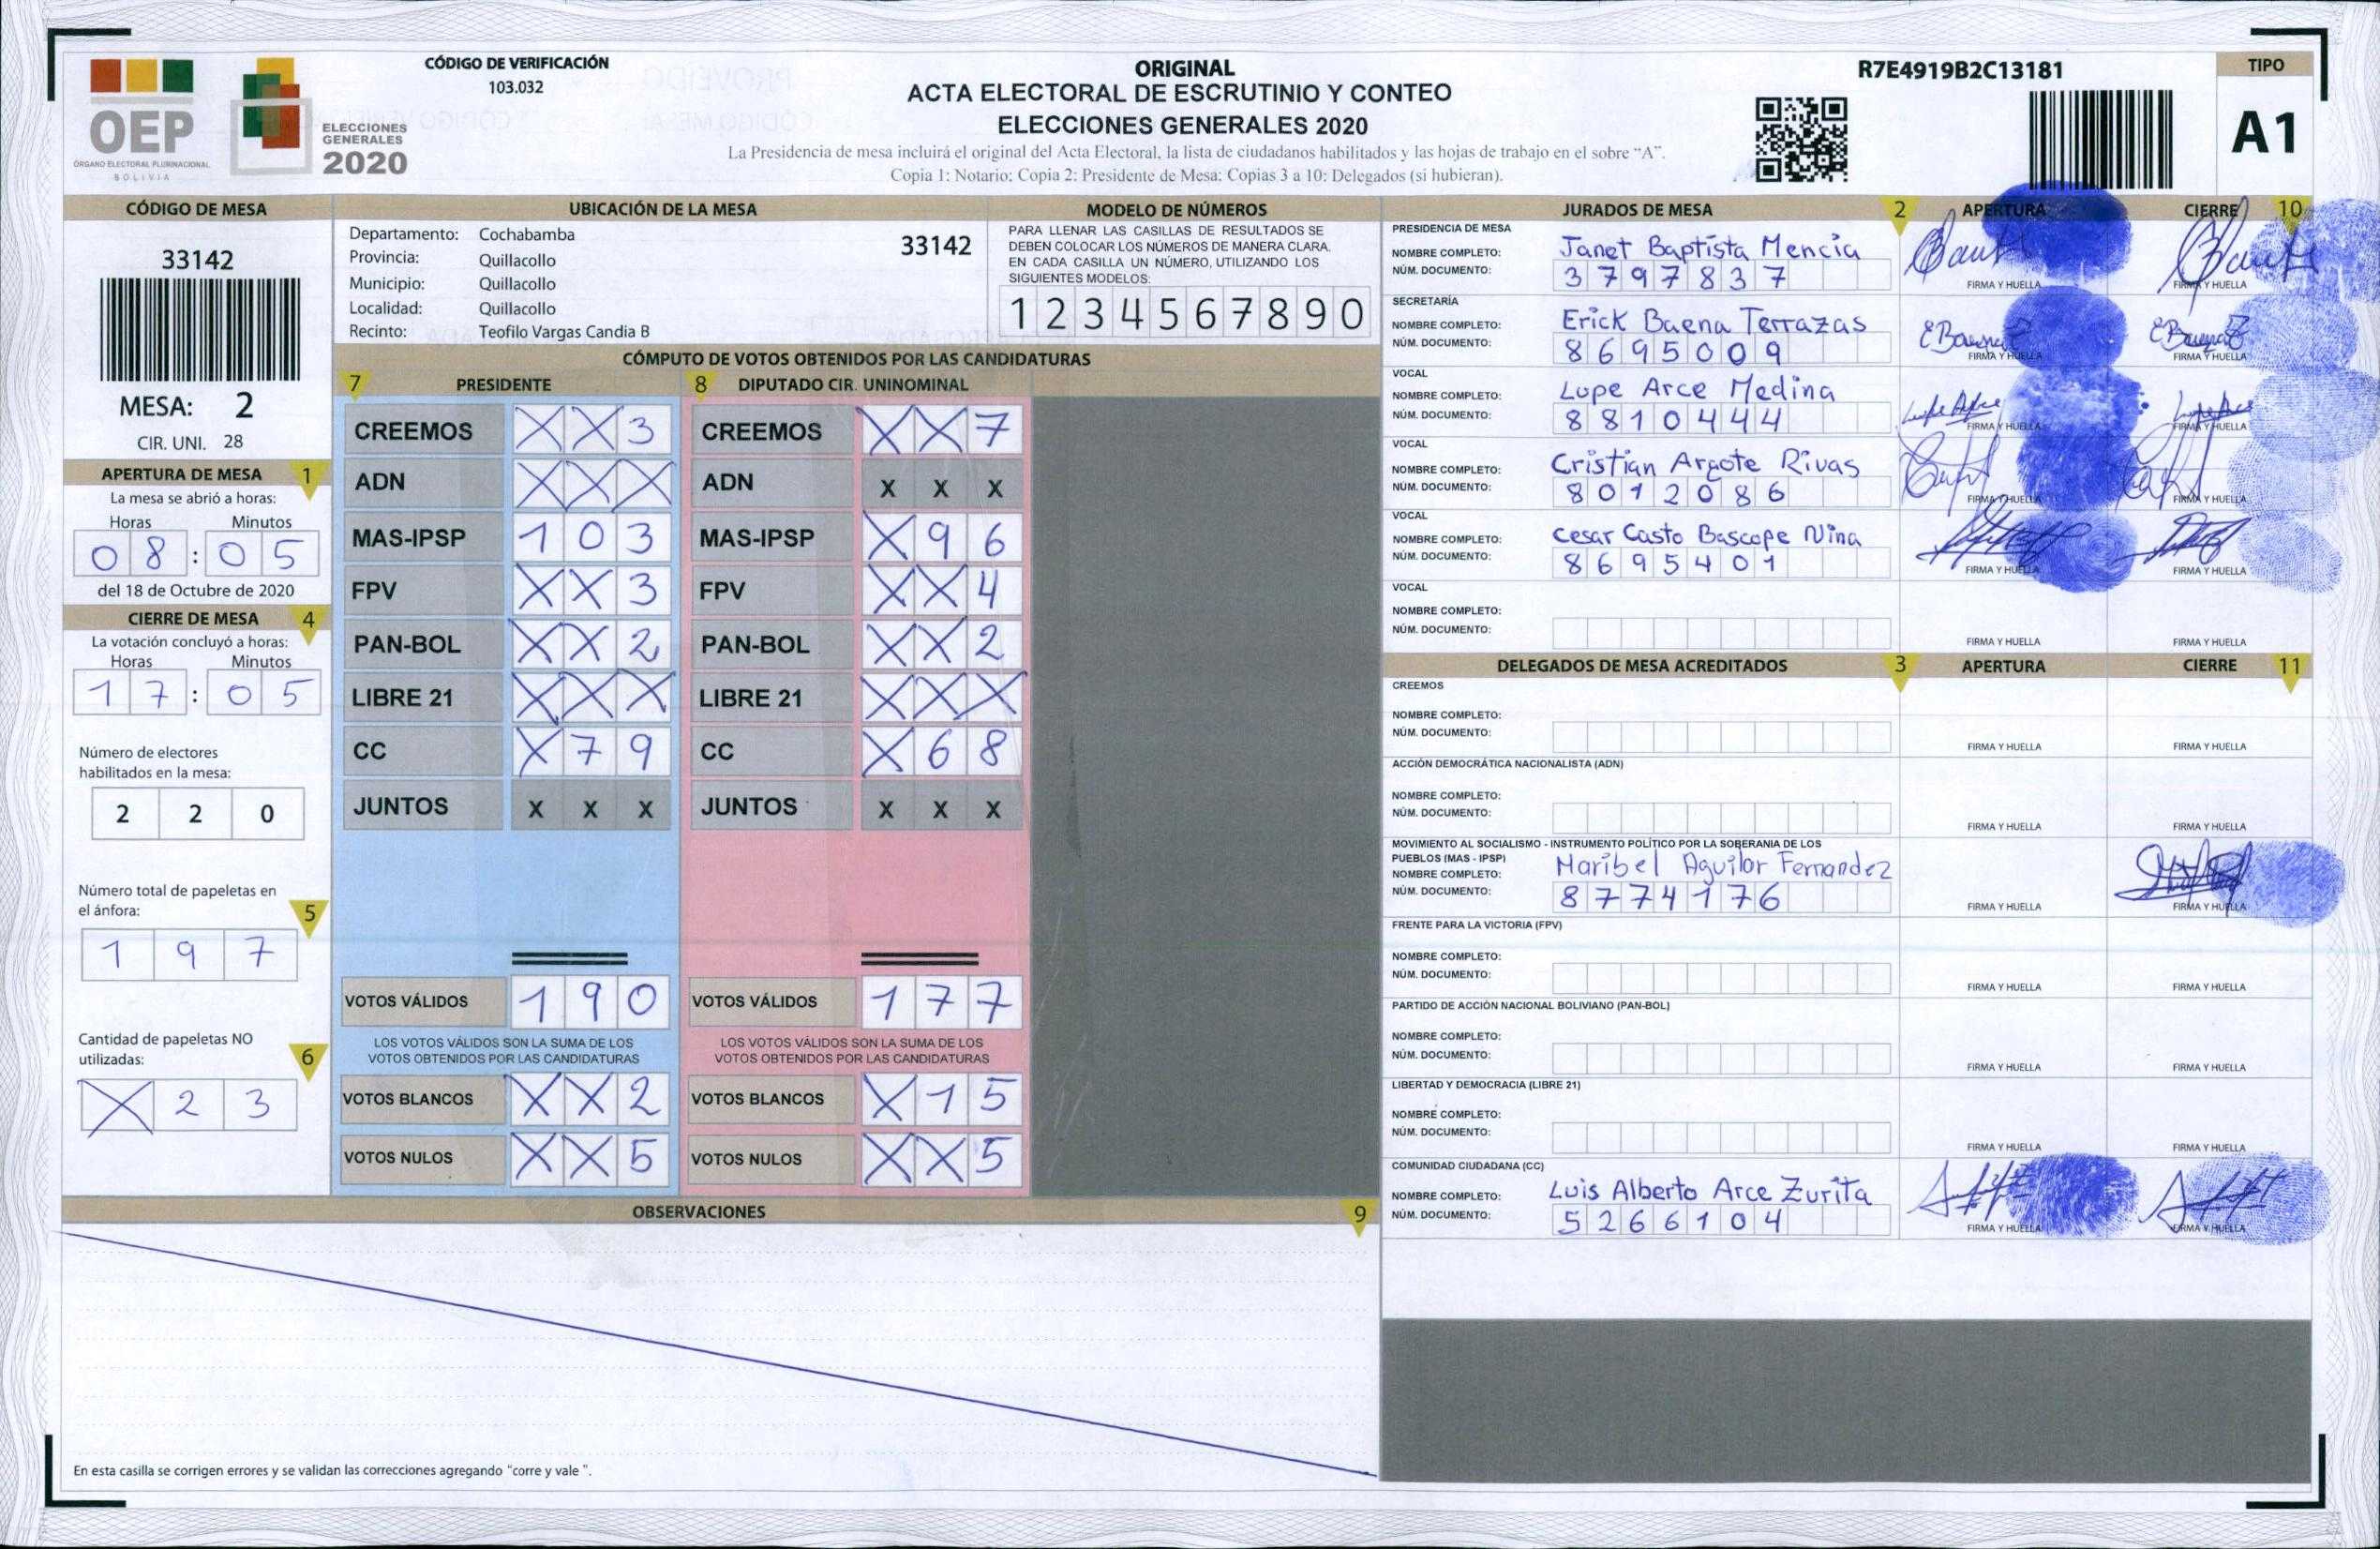 CÓDIGO DE VERIFICACIÓN
103.032
OEP
ÓRGANO ELECTORAL PLURINACIONAL
BOLIVIA
ELECCIONES
GENERALES
2020
ORIGINAL
ACTA ELECTORAL DE ESCRUTINIO Y CONTEO
ELECCIONES GENERALES 2020
La Presidencia de mesa incluirá el original del Acta Electoral, la lista de ciudadanos habilitados y las hojas de trabajo en el sobre “A”.
Copia 1: Notario; Copia 2: Presidente de Mesa; Copias 3 a 10: Delegados (si hubieran).
R7E4919B2C13181
TIPO
A1
CÓDIGO DE MESA
33142
MESA: 2
CIR. UNI. 28
APERTURA DE MESA 1
La mesa se abrió a horas:
Horas Minutos
08:05
del 18 de Octubre de 2020
CIERRE DE MESA 4
La votación concluyó a horas:
Horas Minutos
17:05
Número de electores
habilitados en la mesa:
2 2 0
Número total de papeletas en
el ánfora: 5
1 9 7
Cantidad de papeletas NO
utilizadas: 6
X 2 3
UBICACIÓN DE LA MESA
Departamento: Cochabamba
33142
Provincia: Quillacollo
Municipio: Quillacollo
Localidad: Quillacollo
Recinto: Teofilo Vargas Candia B
MODELO DE NÚMEROS
PARA LLENAR LAS CASILLAS DE RESULTADOS SE
DEBEN COLOCAR LOS NÚMEROS DE MANERA CLARA.
EN CADA CASILLA UN NÚMERO, UTILIZANDO LOS
SIGUIENTES MODELOS:
1 2 3 4 5 6 7 8 9 0
CÓMPUTO DE VOTOS OBTENIDOS POR LAS CANDIDATURAS
7 PRESIDENTE 8 DIPUTADO CIR. UNINOMINAL
CREEMOS X X 3 CREEMOS X X 7
ADN X X X ADN X X X
MAS-IPSP 1 0 3 MAS-IPSP X 9 6
FPV X X 3 FPV X X 4
PAN-BOL X X 2 PAN-BOL X X 2
LIBRE 21 X X X LIBRE 21 X X X
CC X 7 9 CC X 6 8
JUNTOS X X X JUNTOS X X X
VOTOS VÁLIDOS 1 9 0 VOTOS VÁLIDOS 1 7 7
LOS VOTOS VÁLIDOS SON LA SUMA DE LOS LOS VOTOS VÁLIDOS SON LA SUMA DE LOS
VOTOS OBTENIDOS POR LAS CANDIDATURAS VOTOS OBTENIDOS POR LAS CANDIDATURAS
VOTOS BLANCOS X X 2 VOTOS BLANCOS X 1 5
VOTOS NULOS X X 5 VOTOS NULOS X X 5
OBSERVACIONES 9
En esta casilla se corrigen errores y se validan las correcciones agregando "corre y vale ".
JURADOS DE MESA 2 APERTURA CIERRE 10
PRESIDENCIA DE MESA
NOMBRE COMPLETO: Janet Baptista Mencia
NÚM. DOCUMENTO: 3797837
FIRMA Y HUELLA FIRMA Y HUELLA
SECRETARÍA
NOMBRE COMPLETO: Erick Baena Terrazas
NÚM. DOCUMENTO: 8695009
FIRMA Y HUELLA FIRMA Y HUELLA
VOCAL
NOMBRE COMPLETO: Lupe Arce Medina
NÚM. DOCUMENTO: 8810444
FIRMA Y HUELLA FIRMA Y HUELLA
VOCAL
NOMBRE COMPLETO: Cristian Argote Rivas
NÚM. DOCUMENTO: 8012086
FIRMA Y HUELLA FIRMA Y HUELLA
VOCAL
NOMBRE COMPLETO: Cesar Casto Bascope Nina
NÚM. DOCUMENTO: 8695401
FIRMA Y HUELLA FIRMA Y HUELLA
VOCAL
NOMBRE COMPLETO:
NÚM. DOCUMENTO:
FIRMA Y HUELLA FIRMA Y HUELLA
DELEGADOS DE MESA ACREDITADOS 3 APERTURA CIERRE 11
CREEMOS
NOMBRE COMPLETO:
NÚM. DOCUMENTO:
FIRMA Y HUELLA FIRMA Y HUELLA
ACCIÓN DEMOCRÁTICA NACIONALISTA (ADN)
NOMBRE COMPLETO:
NÚM. DOCUMENTO:
FIRMA Y HUELLA FIRMA Y HUELLA
MOVIMIENTO AL SOCIALISMO - INSTRUMENTO POLÍTICO POR LA SOBERANIA DE LOS
PUEBLOS (MAS - IPSP)
NOMBRE COMPLETO: Maribel Aguilar Fernandez
NÚM. DOCUMENTO: 8774176
FIRMA Y HUELLA FIRMA Y HUELLA
FRENTE PARA LA VICTORIA (FPV)
NOMBRE COMPLETO:
NÚM. DOCUMENTO:
FIRMA Y HUELLA FIRMA Y HUELLA
PARTIDO DE ACCIÓN NACIONAL BOLIVIANO (PAN-BOL)
NOMBRE COMPLETO:
NÚM. DOCUMENTO:
FIRMA Y HUELLA FIRMA Y HUELLA
LIBERTAD Y DEMOCRACIA (LIBRE 21)
NOMBRE COMPLETO:
NÚM. DOCUMENTO:
FIRMA Y HUELLA FIRMA Y HUELLA
COMUNIDAD CIUDADANA (CC)
NOMBRE COMPLETO: Luis Alberto Arce Zurita
NÚM. DOCUMENTO: 5266104
FIRMA Y HUELLA FIRMA Y HUELLA